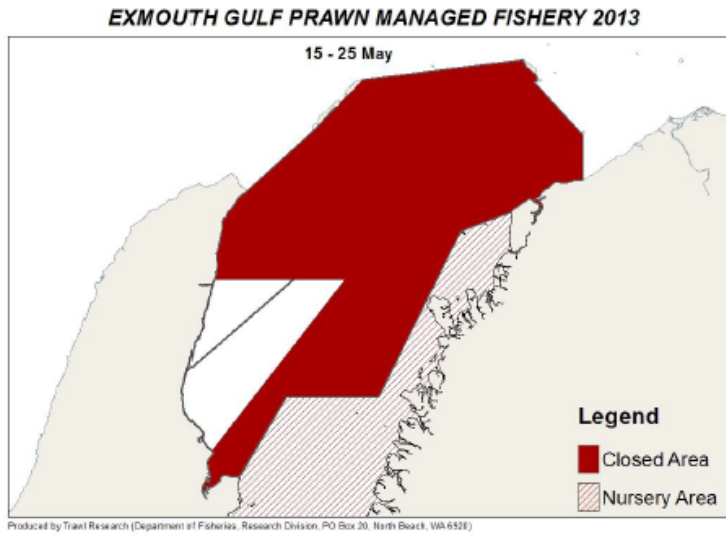 EXMOUTH GULF PRAWN MANAGED FISHERY 2013
15 - 25 May
Legend
Closed Area
Nursery Area
Produced by Trawl Research (Department of Fisheries, Research Division, PO Box 20, North Beach, WA 6920)